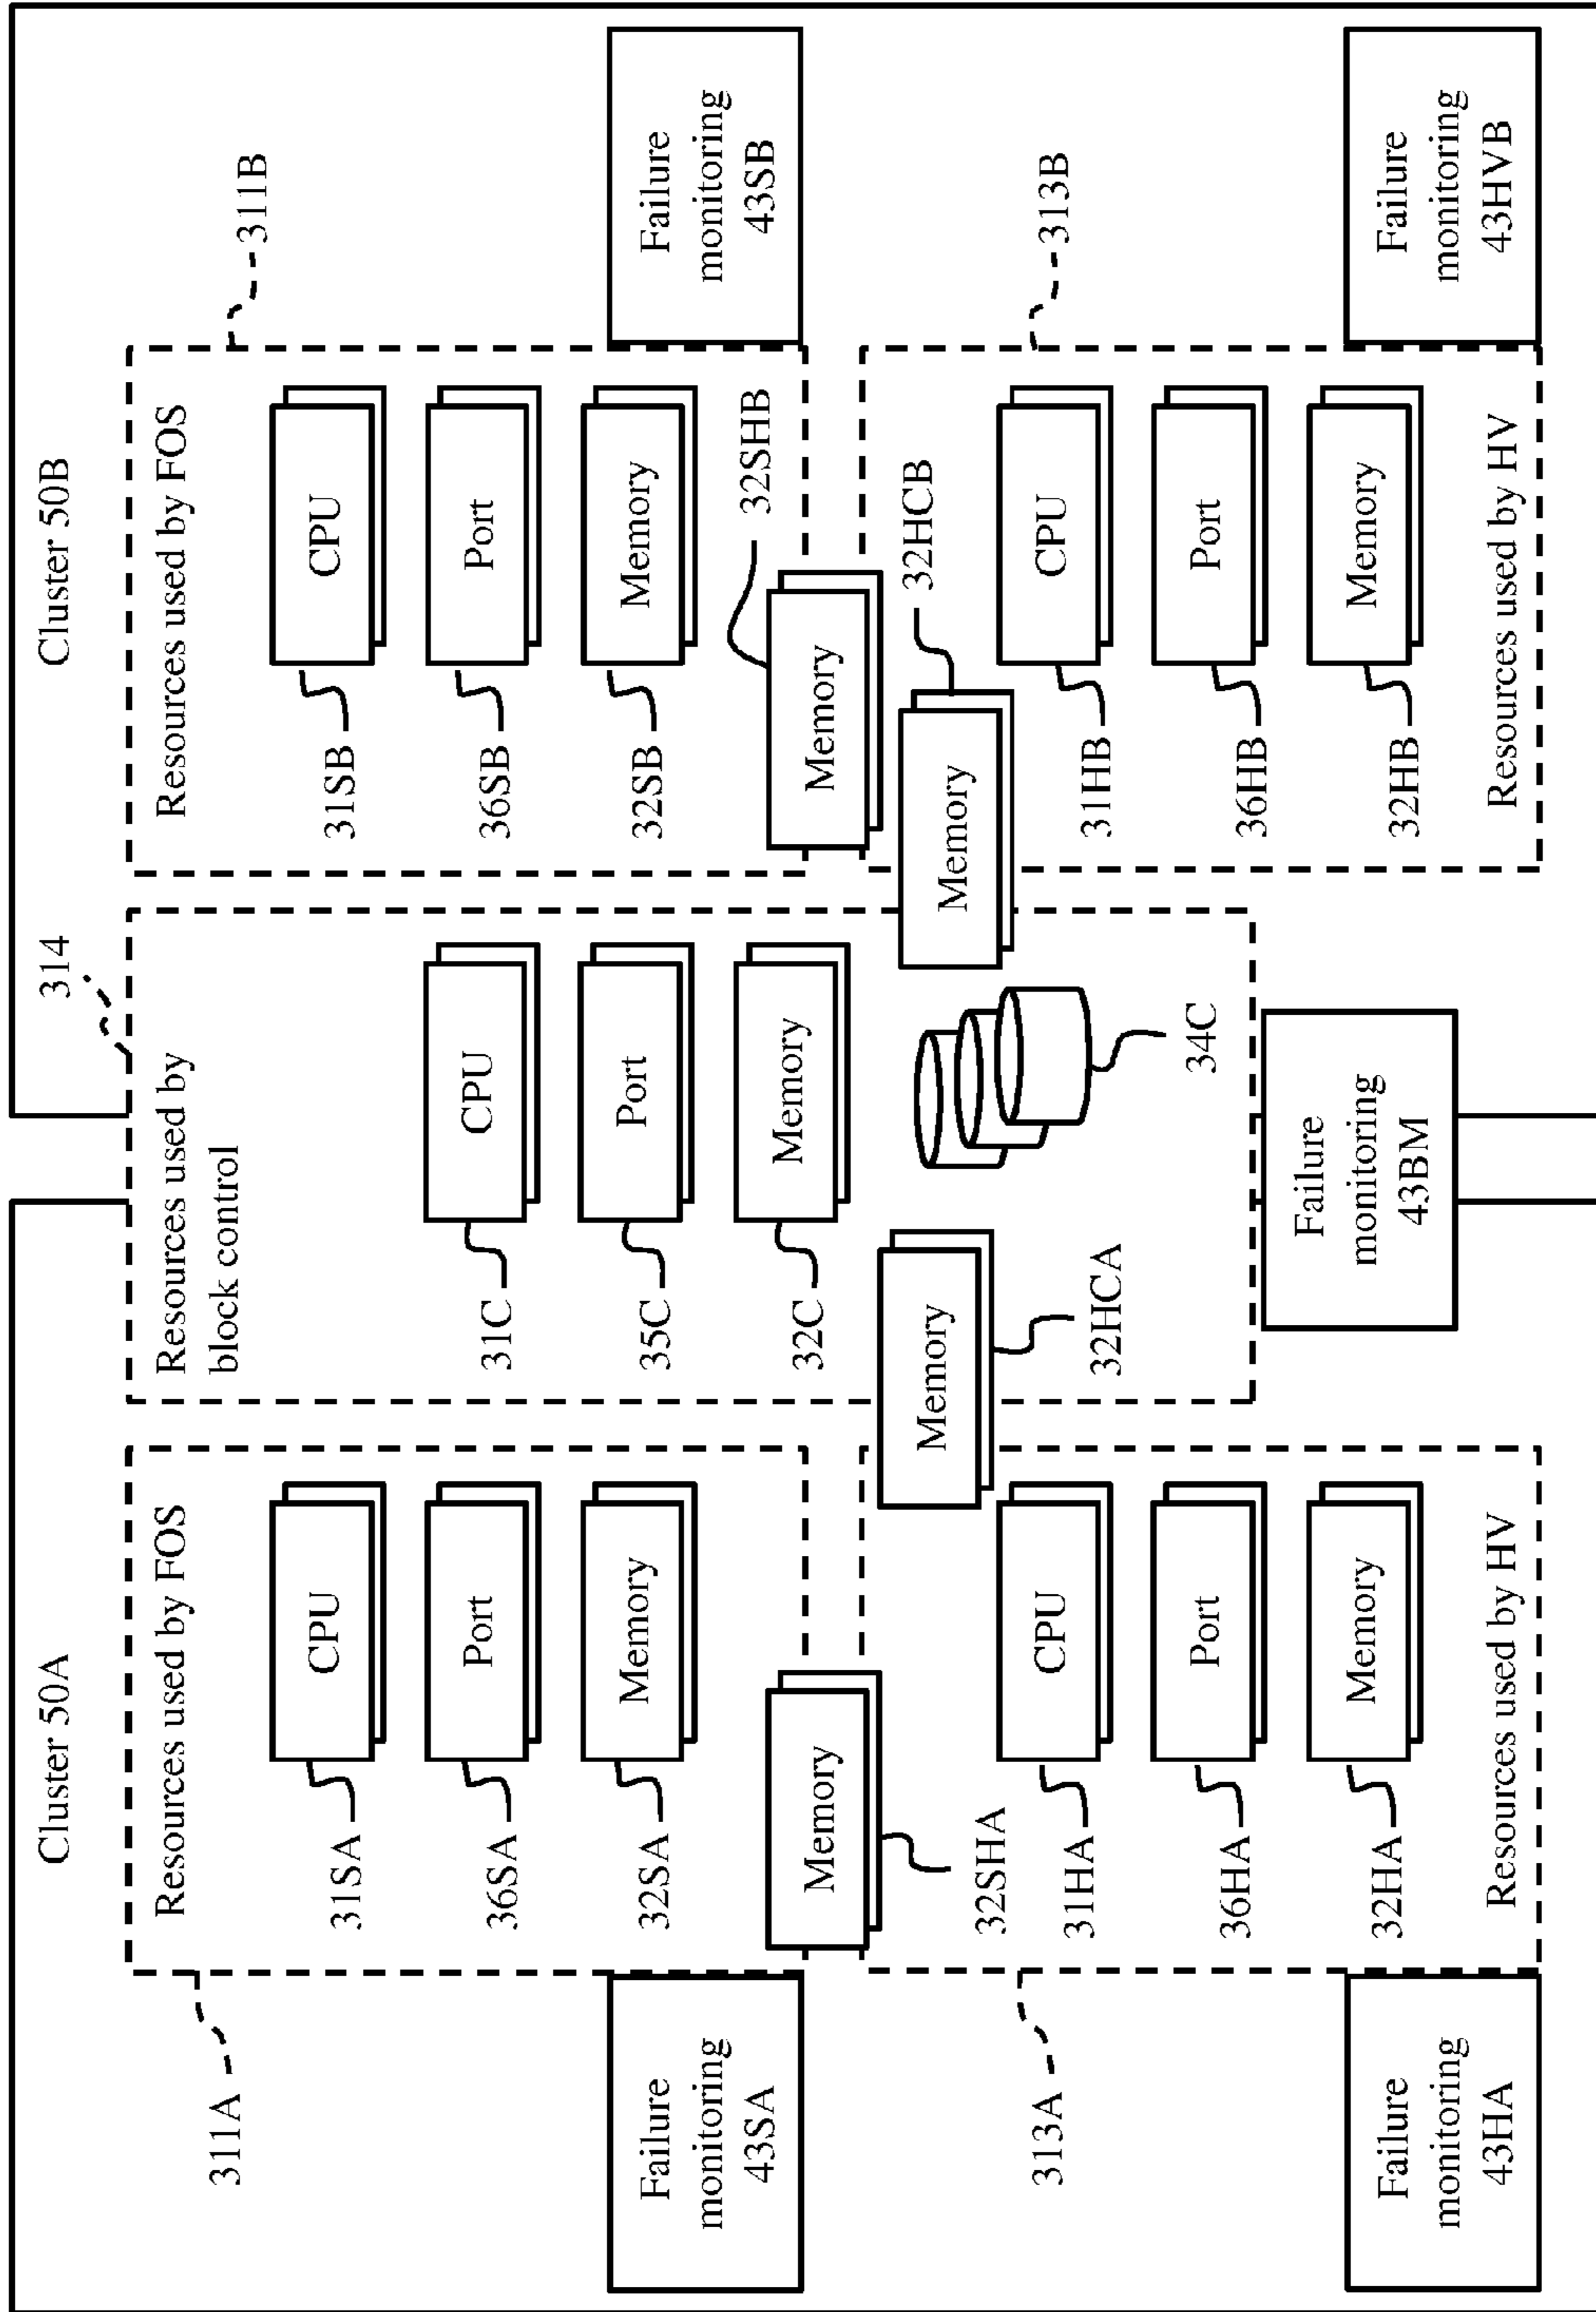 Cluster 50A
314
Cluster 50B
311A
Resources used by FOS
CPU
31SA
Port
36SA
Memory
32SA
Failure
monitoring
43SA
Memory
32SHA
313A
CPU
31HA
Port
36HA
Memory
32HA
Resources used by HV
Failure
monitoring
43HA
Resources used by
block control
CPU
31C
Port
35C
Memory
32C
Memory
32HCA
34C
Failure
monitoring
43BM
Resources used by FOS
311B
CPU
31SB
Port
36SB
Memory
32SB
Failure
monitoring
43SB
Memory
32SHB
Memory
32HCB
313B
CPU
31HB
Port
36HB
Memory
32HB
Resources used by HV
Failure
monitoring
43HVB